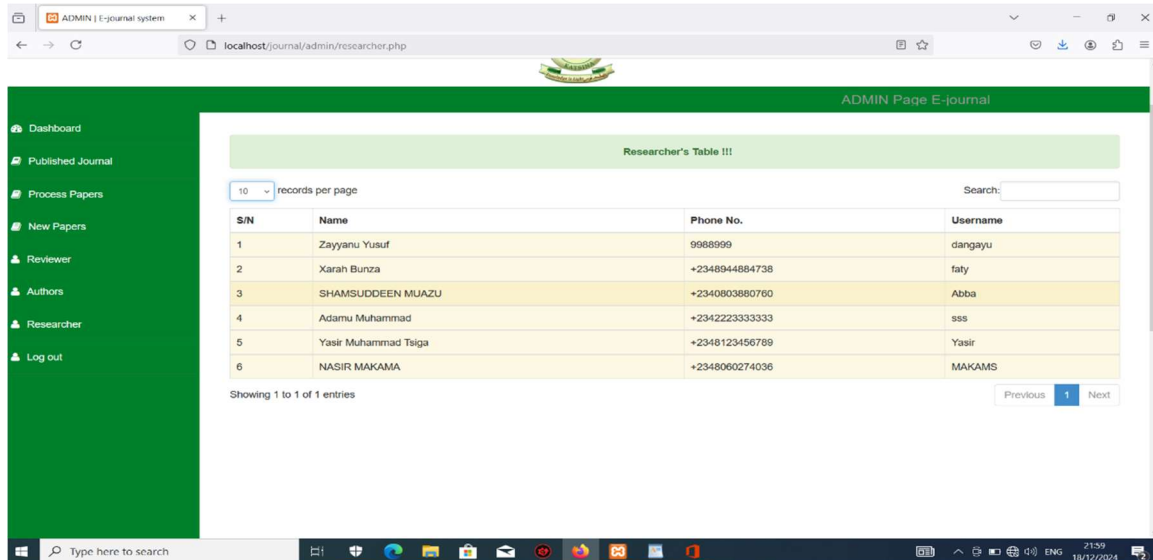 ADMIN | E-journal system
localhost/journal/admin/researcher.php
ADMIN Page E-journal
Dashboard
Published Journal
Process Papers
New Papers
Reviewer
Authors
Researcher
Log out
Researcher's Table !!!
10 records per page Search:
S/N Name Phone No. Username
1 Zayyanu Yusuf 9988999 dangayu
2 Xarah Bunza +2348944884738 faty
3 SHAMSUDDEEN MUAZU +2340803880760 Abba
4 Adamu Muhammad +2342223333333 sss
5 Yasir Muhammad Tsiga +2348123456789 Yasir
6 NASIR MAKAMA +2348060274036 MAKAMS
Showing 1 to 1 of 1 entries Previous 1 Next
Type here to search ENG 21:59
18/12/2024